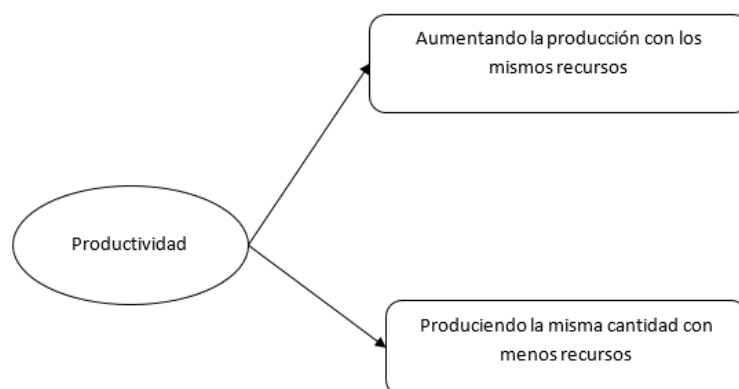 Aumentando la producción con los
mismos recursos
Productividad
Produciendo la misma cantidad con
menos recursos